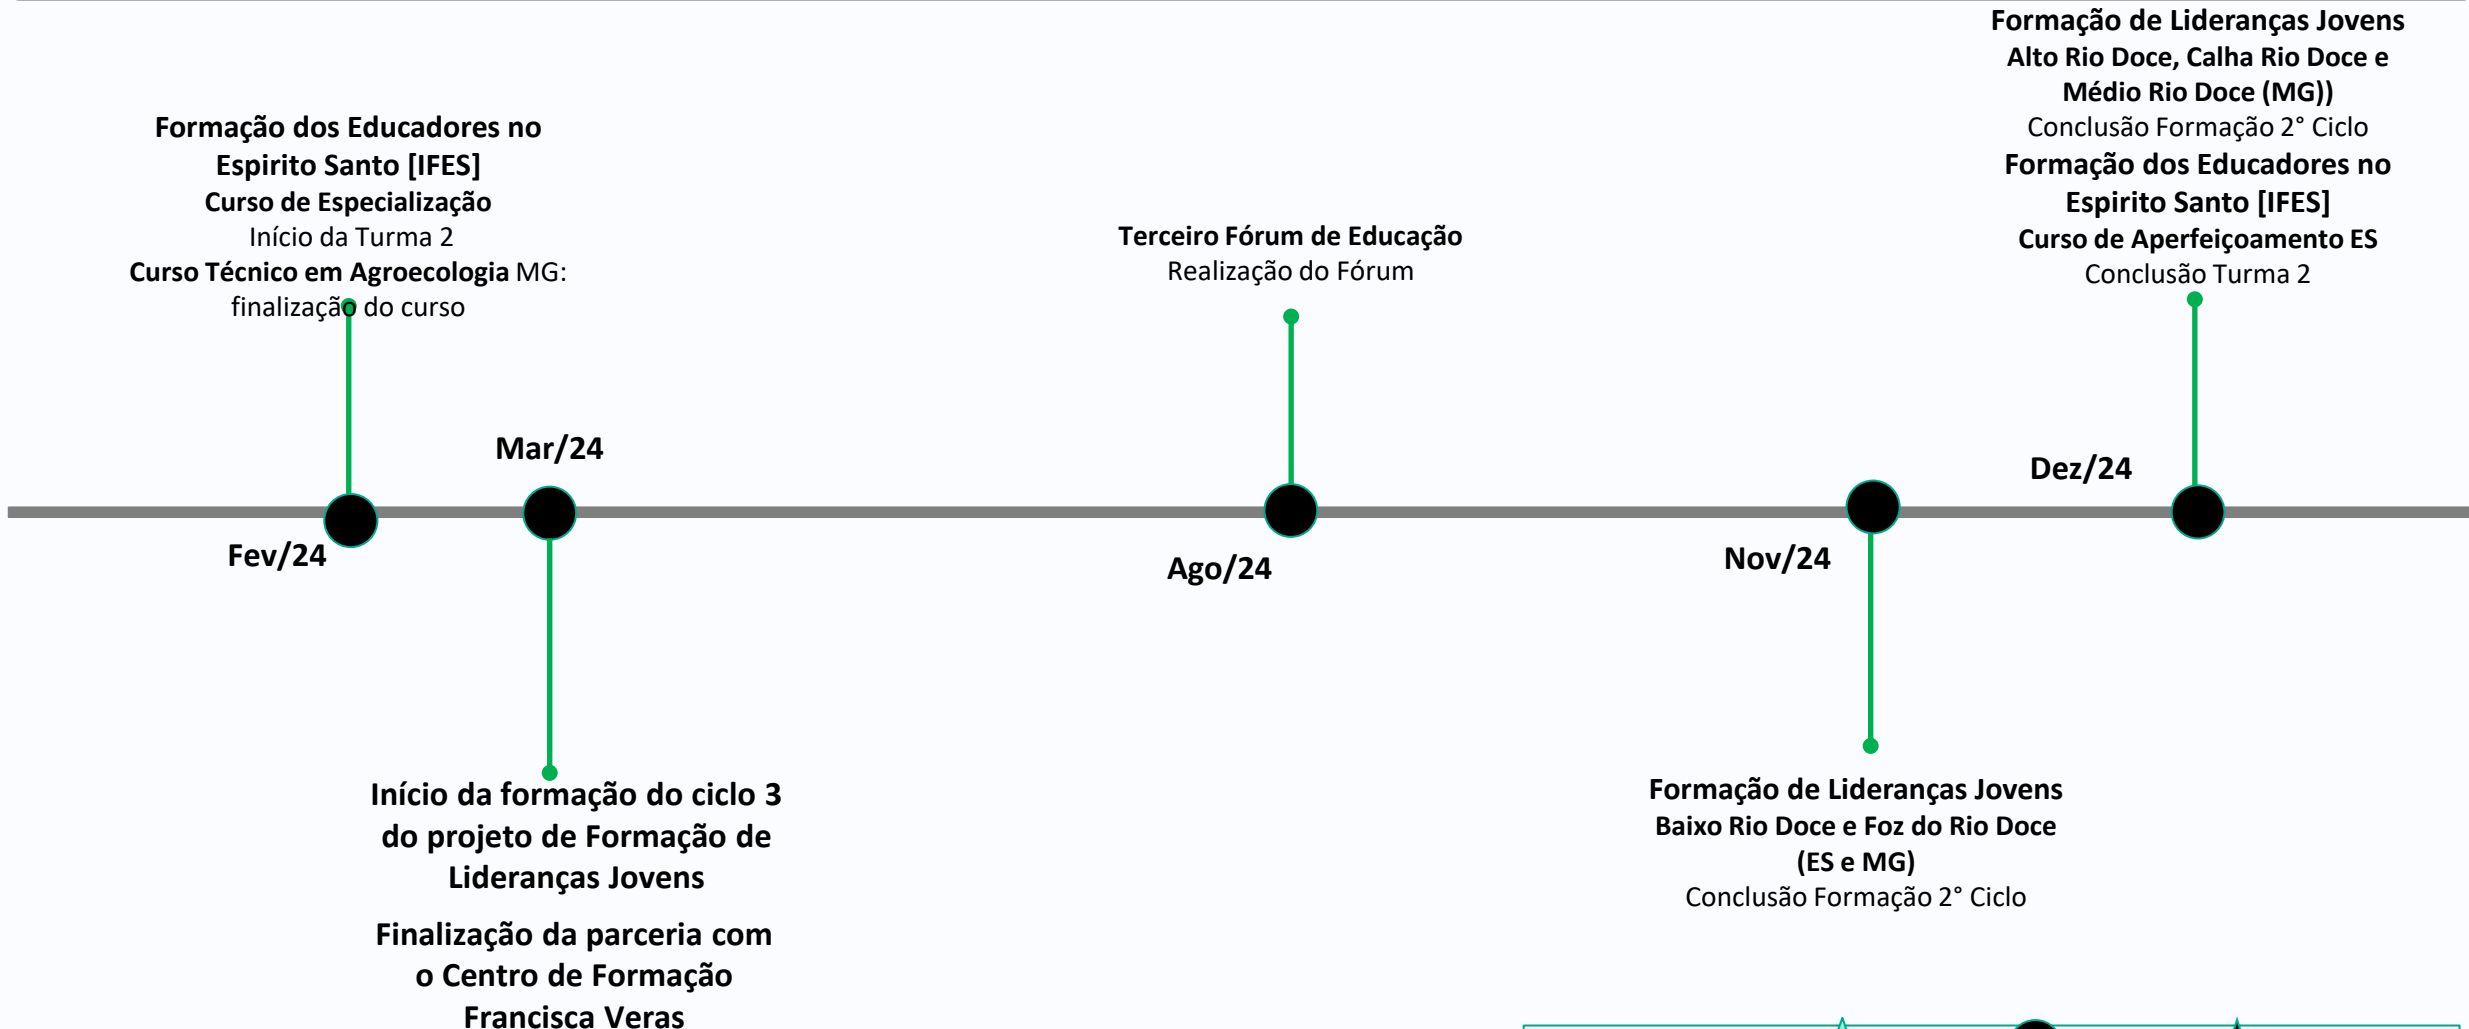 Formação dos Educadores no
Espirito Santo [IFES]
Curso de Especialização
Início da Turma 2
Curso Técnico em Agroecologia MG:
finalização do curso
Fev/24
Mar/24
Início da formação do ciclo 3
do projeto de Formação de
Lideranças Jovens
Finalização da parceria com
o Centro de Formação
Francisca Veras
Terceiro Fórum de Educação
Realização do Fórum
Ago/24
Nov/24
Formação de Lideranças Jovens
Baixo Rio Doce e Foz do Rio Doce
(ES e MG)
Conclusão Formação 2° Ciclo
Formação de Lideranças Jovens
Alto Rio Doce, Calha Rio Doce e
Médio Rio Doce (MG))
Conclusão Formação 2° Ciclo
Formação dos Educadores no
Espirito Santo [IFES]
Curso de Aperfeiçoamento ES
Conclusão Turma 2
Dez/24